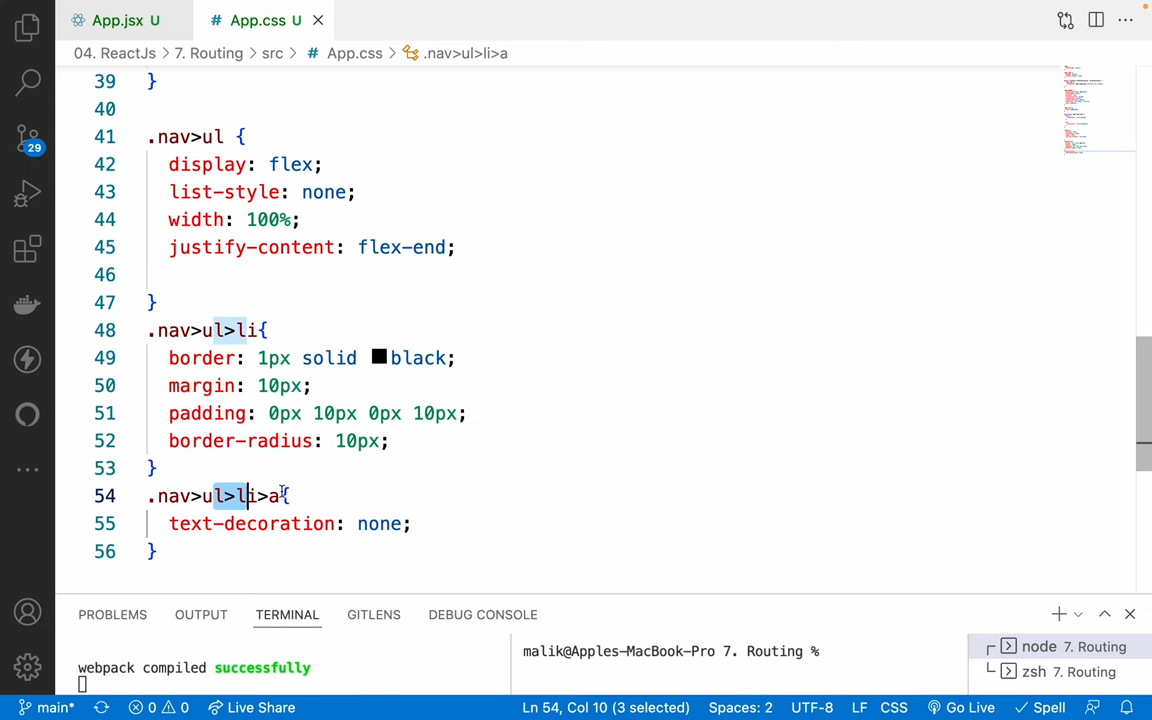 App.jsx U
# App.css U
04. ReactJs > 7. Routing > src > # App.css > .nav>ul>li>a
39 }
40
41 .nav>ul {
42 display: flex;
43 list-style: none;
44 width: 100%;
45 justify-content: flex-end;
46
47 }
48 .nav>ul>li{
49 border: 1px solid black;
50 margin: 10px;
51 padding: 0px 10px 0px 10px;
52 border-radius: 10px;
53 }
54 .nav>ul>li>a{
55 text-decoration: none;
56 }
29
PROBLEMS OUTPUT TERMINAL GITLENS DEBUG CONSOLE
webpack compiled successfully
malik@Apples-MacBook-Pro 7. Routing %
node 7. Routing
zsh 7. Routing
main* 0 0 Live Share Ln 54, Col 10 (3 selected) Spaces: 2 UTF-8 LF CSS Go Live Spell